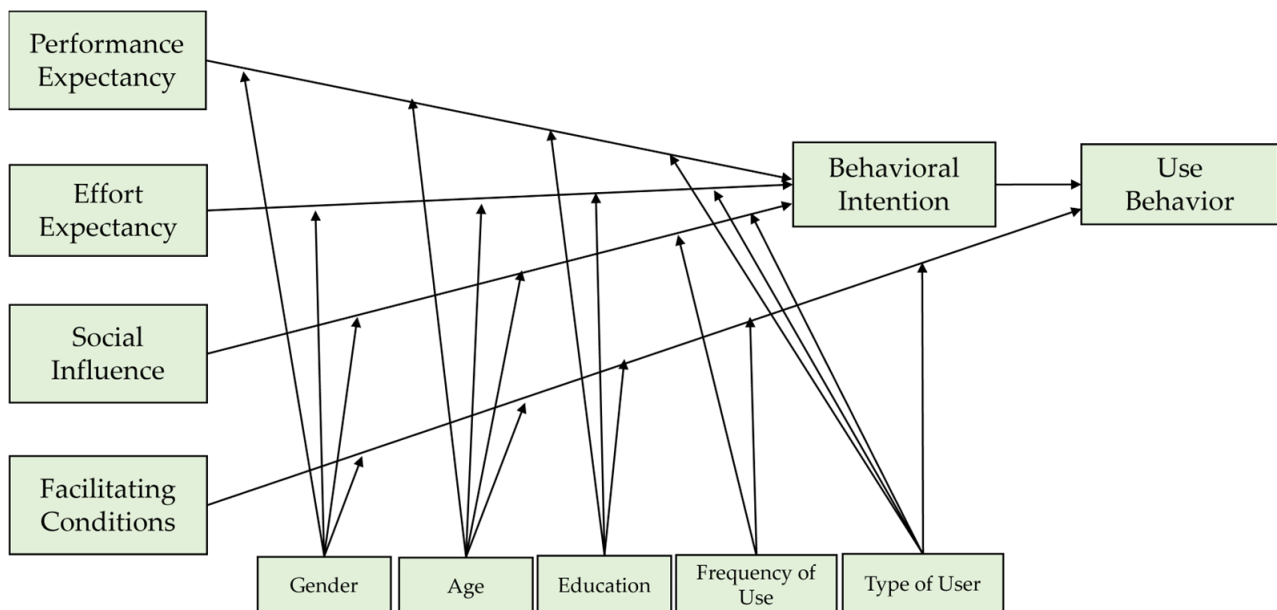 Performance
Expectancy
Effort
Expectancy
Social
Influence
Facilitating
Conditions
Behavioral
Intention
Use
Behavior
Gender
Age
Education
Frequency of
Use
Type of User